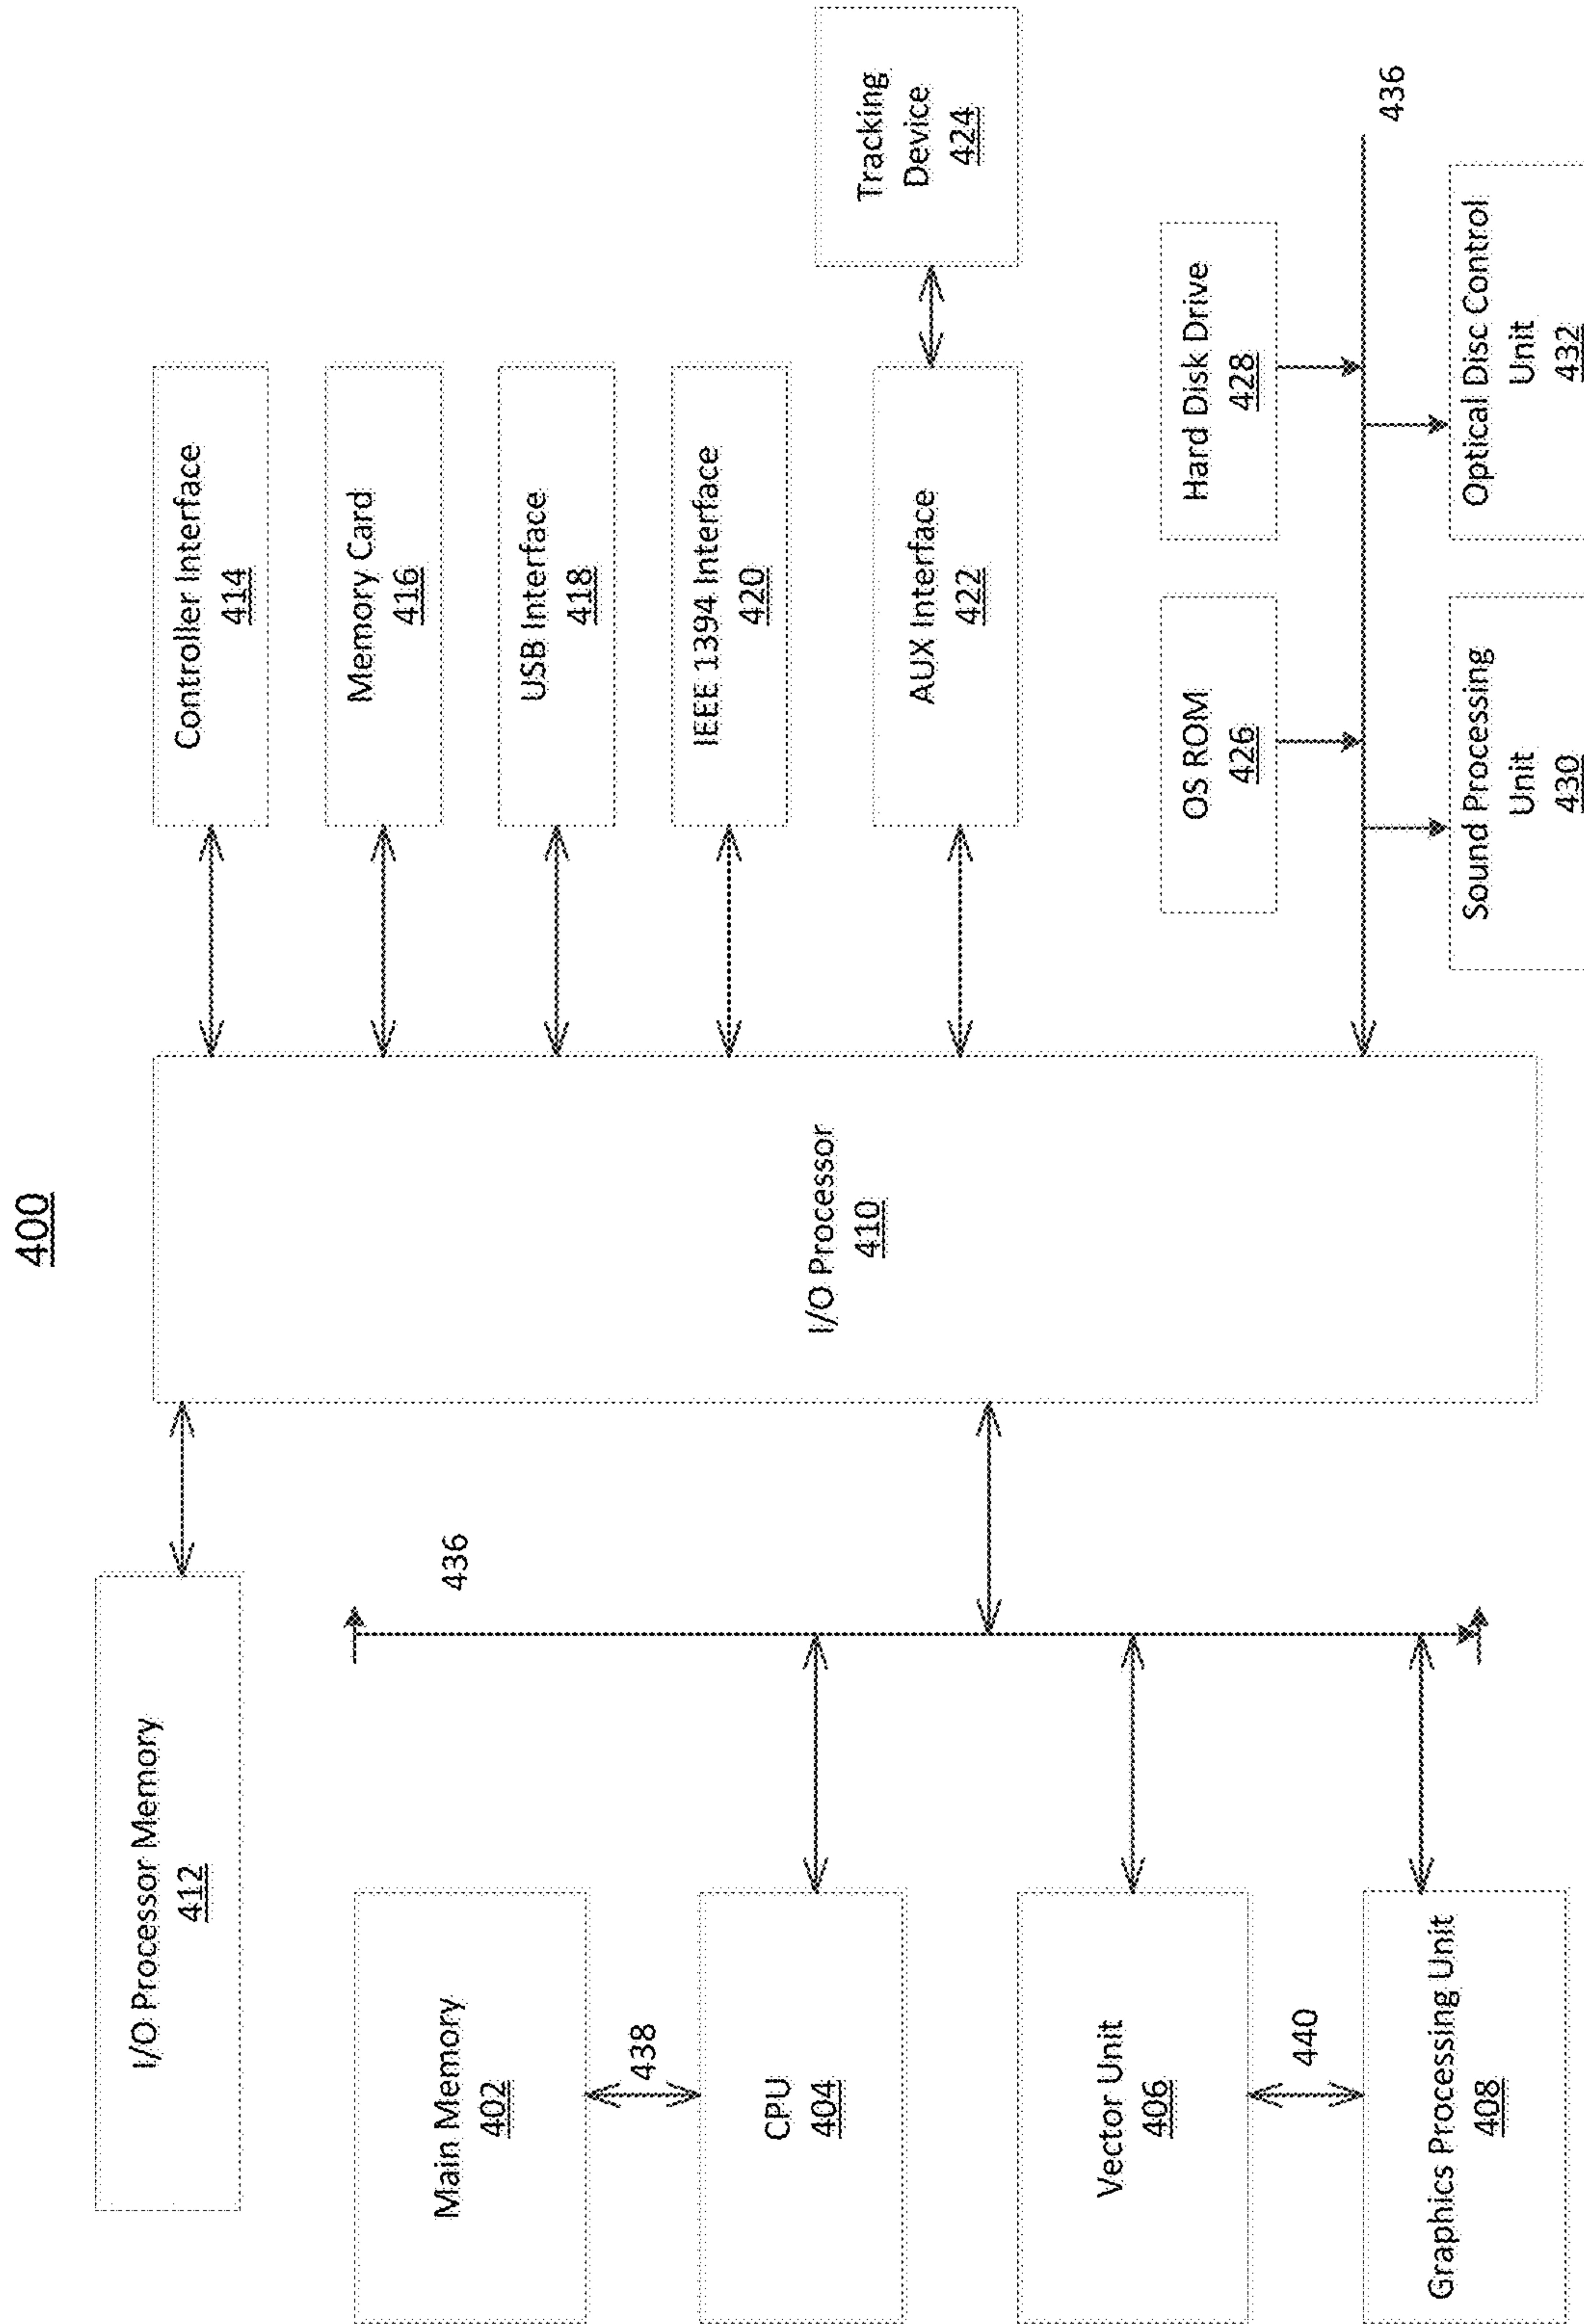 400
I/O Processor Memory
412
Main Memory
402
438
CPU
404
Vector Unit
406
440
Graphics Processing Unit
408
436
I/O Processor
410
Controller Interface
414
Memory Card
416
USB Interface
418
IEEE 1394 Interface
420
AUX Interface
422
Tracking
Device
424
OS ROM
426
Hard Disk Drive
428
436
Sound Processing
Unit
430
Optical Disc Control
Unit
432